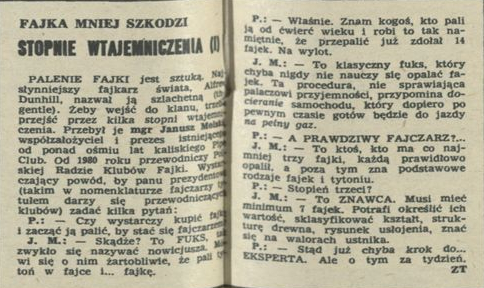 FAJKA MNIEJ SZKODZI
STOPNIE WTAJEMNICZENIA (I)
PALENIE FAJKI jest sztuką.
słynniejszy fajkarz świata,
Dunhill, nazwał ją szlachetną
gentle). Żeby wejść do klanu,
przejść przez kilka stopni wtajemni-
czenia. Przebył je mgr Janusz
współzałożyciel i prezes
od ponad ośmiu lat kaliskiego
Club. Od 1980 roku przewodniczy
skiej Radzie Klubów Fajki.
czający powód, by panu
(takim w nomenklaturze fajczarzy
tułem darzy się przewodniczących
klubów) zadać kilka pytań:
P.: — Czy wystarczy kupić
i zacząć ją palić, by stać się fajczarzem
J. M.: — Skądże? To FUKS,
zwykło się nazywać nowicjusza.
wi się o nim żartobliwie, że pali
toń w fajce i... fajkę.
P.: — Właśnie. Znam kogoś, kto pali
ją od ćwierć wieku i robi to tak na-
miętnie, że przepalić już zdołał 14
fajek. Na wylot.
J. M.: — To klasyczny fuks, który
chyba nigdy nie nauczy się opalać fa-
jek. Ta procedura, nie sprawiająca
palaczowi przyjemności, przypomina do-
cieranie samochodu, który dopiero po
pewnym czasie gotów będzie do jazdy
na pełny gaz.
P.: — A PRAWDZIWY FAJCZARZ?..
J. M.: — To ktoś, kto ma co naj-
mniej trzy fajki, każdą prawidłowo
opalił, a poza tym zna podstawowe
rodzaje fajek i tytoniu.
P.: — Stopień trzeci?
J. M.: — To ZNAWCA. Musi mieć
minimum 7 fajek. Potrafi określić ich
wartość, sklasyfikować kształt, struk-
turę drewna, rysunek usłojenia, znać
się na walorach ustnika.
P.: — Stąd już chyba krok do...
EKSPERTA. Ale o tym za tydzień.
ZT